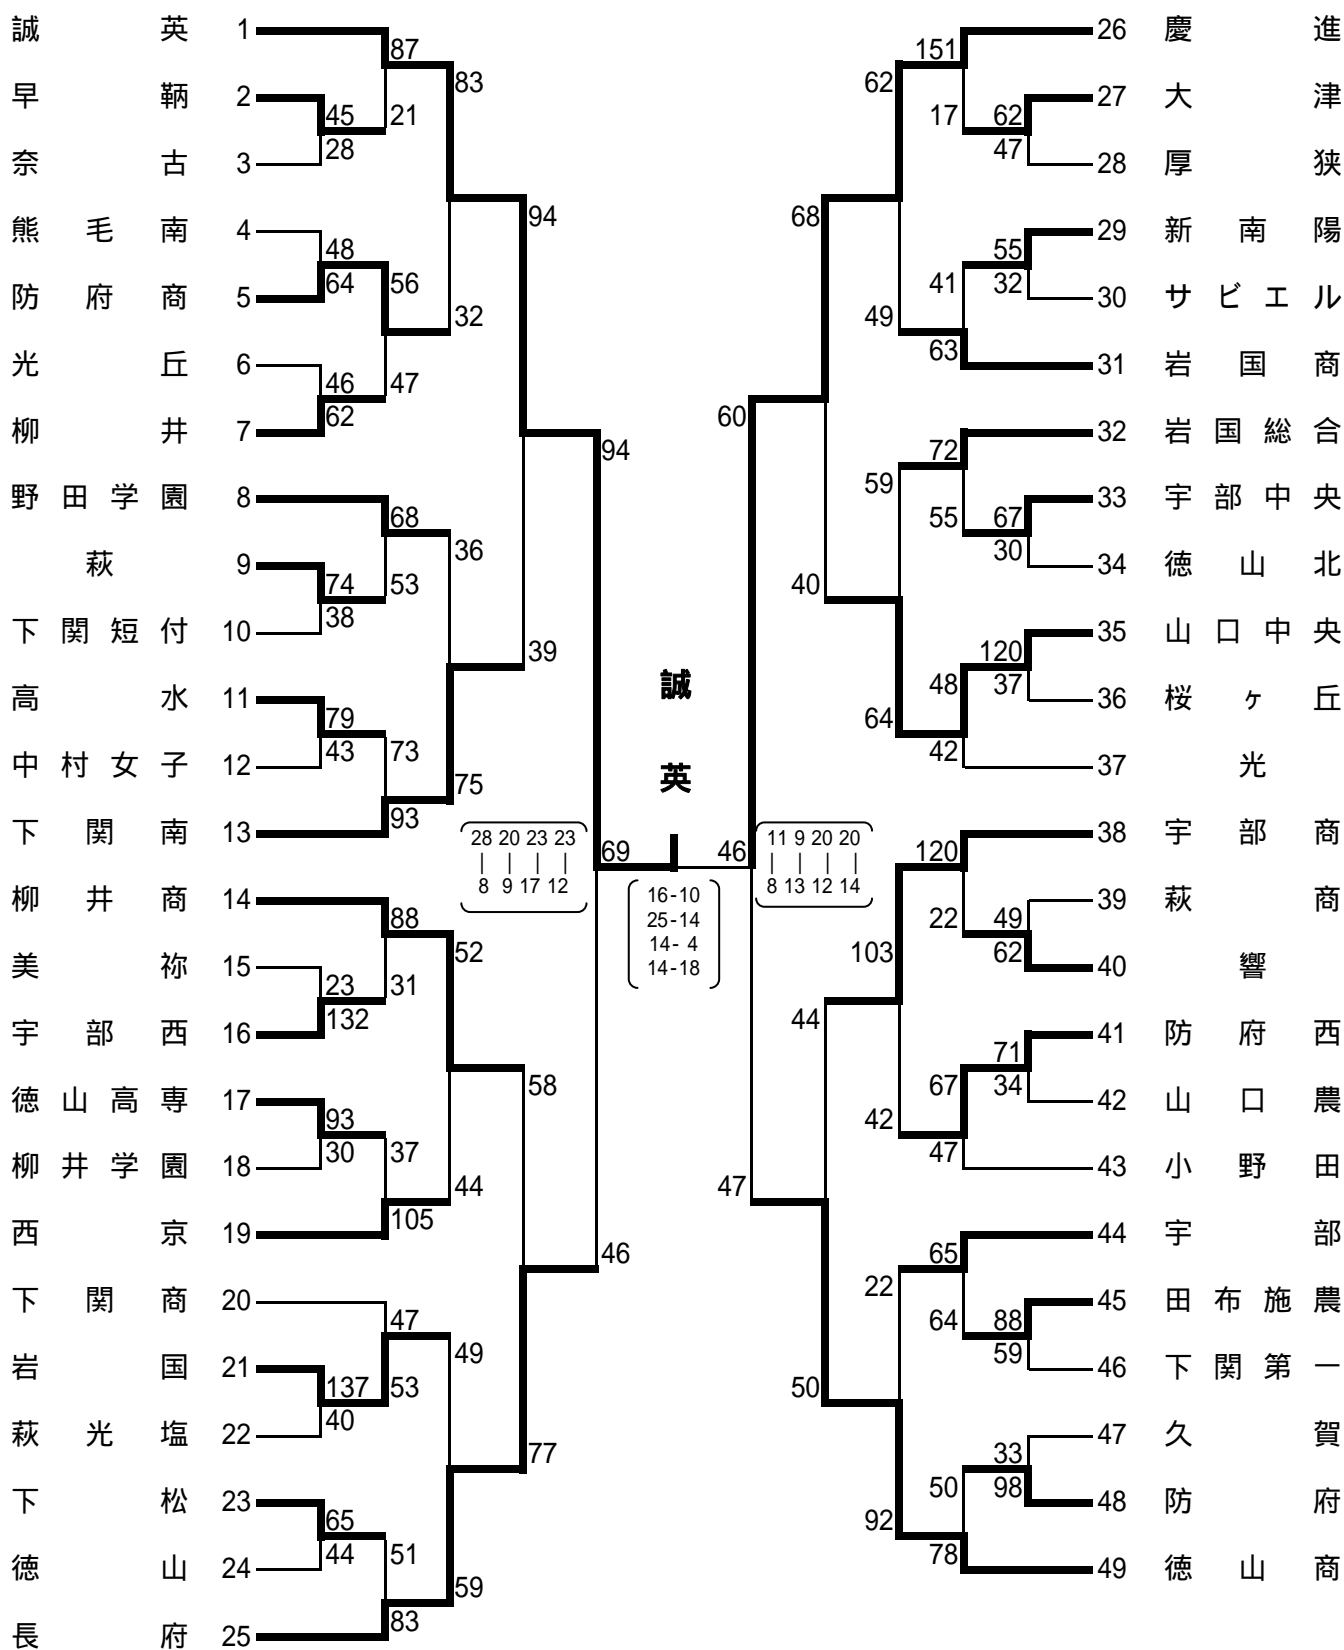 誠英 1
87
83
早鞆 2
45
21
28
奈古 3
94
熊毛南 4
48
56
64
防府商 5
32
光丘 6
46
47
62
柳井 7
94
野田学園 8
68
36
萩 9
74
53
38
下関短付 10
39
高水 11
79
73
43
中村女子 12
75
93
下関南 13
28 20 23 23
| | | |
8 9 17 12
69
柳井商 14
88
52
美祢 15
23
31
132
宇部西 16
58
徳山高専 17
93
37
30
柳井学園 18
44
105
西京 19
46
下関商 20
47
49
岩国 21
137
53
40
萩光塩 22
77
下松 23
65
51
44
徳山 24
59
83
長府 25
誠
英
16-10
25-14
14- 4
14-18
26 慶進
151
62
27 大津
62
17
47
28 厚狭
68
29 新南陽
55
41
32
30 サビエル
49
63
31 岩国商
60
32 岩国総合
72
59
33 宇部中央
67
55
30
34 徳山北
40
35 山口中央
120
48
37
36 桜ヶ丘
64
42
37 光
46
11 9 20 20
| | | |
8 13 12 14
38 宇部商
120
103
39 萩商
49
22
62
40 響
44
41 防府西
71
67
34
42 山口農
42
47
43 小野田
47
44 宇部
65
22
45 田布施農
88
64
59
46 下関第一
50
47 久賀
33
50
98
48 防府
92
78
49 徳山商